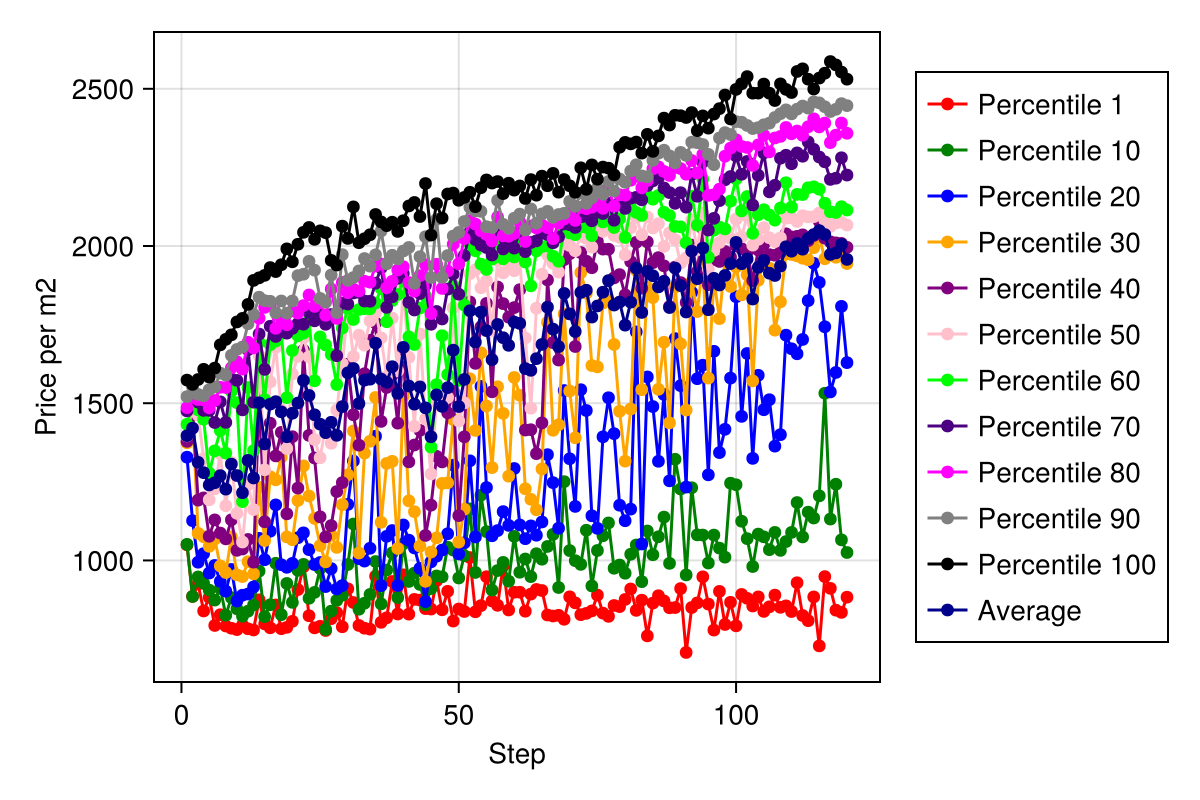 2500
2000
1500
1000
Price per m2
0
50
100
Step
Percentile 1
Percentile 10
Percentile 20
Percentile 30
Percentile 40
Percentile 50
Percentile 60
Percentile 70
Percentile 80
Percentile 90
Percentile 100
Average